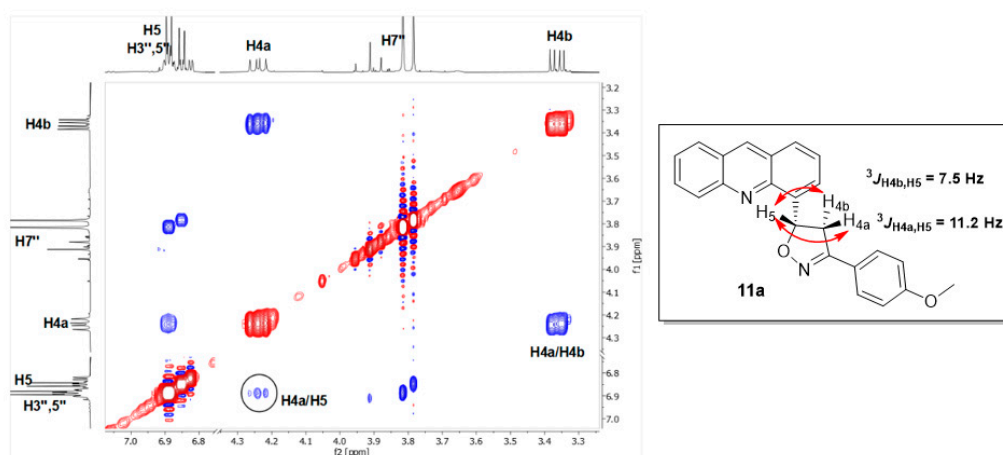 H5
H3'',5''
H4a
H7''
H4b
H4b
H7''
H4a
H5
H3'',5''
H4a/H4b
H4a/H5
3.2
3.3
3.4
3.5
3.6
3.7
3.8
3.9
4.0
4.1
4.2
4.3
6.8
6.9
7.0
f1 [ppm]
7.0 6.9 6.8 4.3 4.2 4.1 4.0 3.9 3.8 3.7 3.6 3.5 3.4 3.3
f2 [ppm]
³J H4b,H5 = 7.5 Hz
N
H4b
H5
H4a
³J H4a,H5 = 11.2 Hz
O
N
11a
O